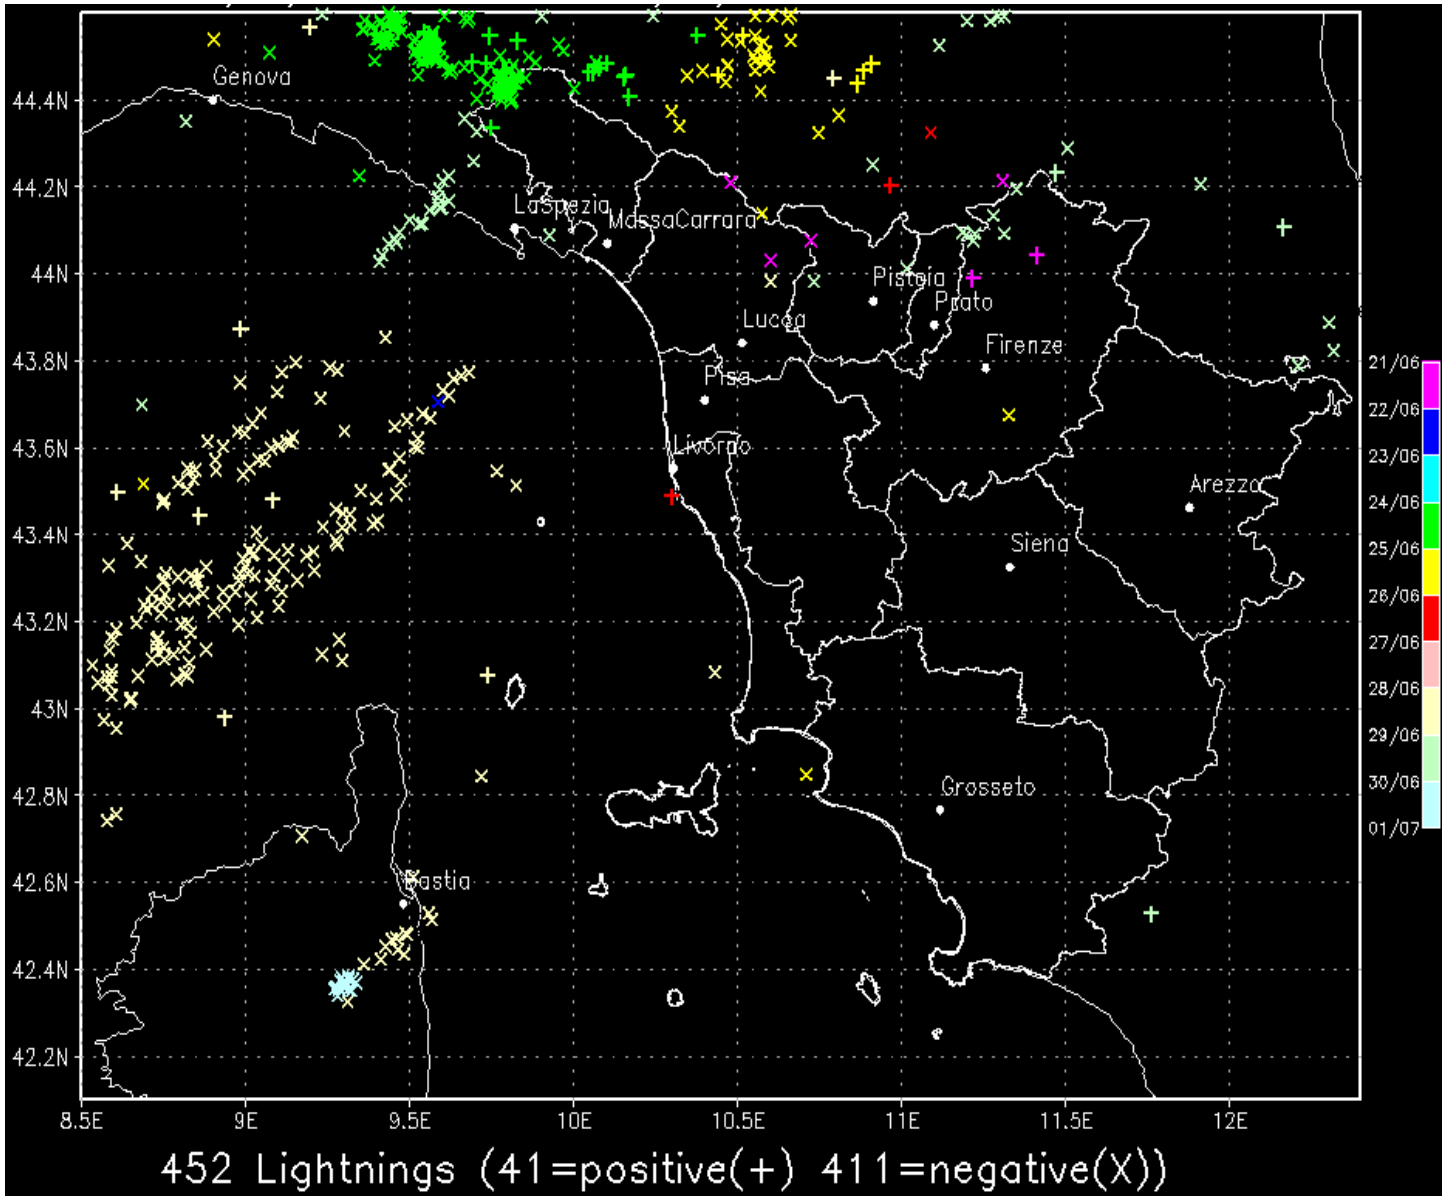 Genova
44.4N
44.2N
LaSpezia
MassaCarrara
44N
Pistoia
Prato
Lucca
Firenze
43.8N
21/06
Pisa
22/06
43.6N
Livorno
23/06
Arezzo
24/06
43.4N
Siena
25/06
26/06
43.2N
27/06
28/06
43N
29/06
42.8N
Grosseto
30/06
01/07
42.6N
Bastia
42.4N
42.2N
8.5E 9E 9.5E 10E 10.5E 11E 11.5E 12E
452 Lightnings (41=positive(+) 411=negative(X))